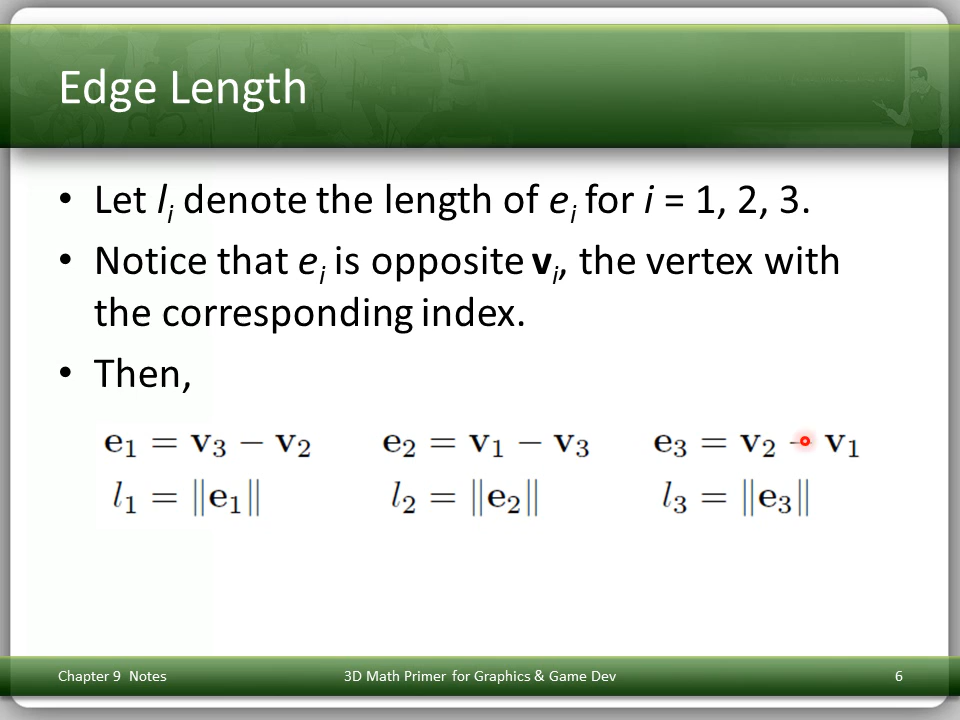 Edge Length
• Let lᵢ denote the length of eᵢ for i = 1, 2, 3.
• Notice that eᵢ is opposite vᵢ, the vertex with
the corresponding index.
• Then,
e₁ = v₃ − v₂ e₂ = v₁ − v₃ e₃ = v₂ − v₁
l₁ = ‖e₁‖ l₂ = ‖e₂‖ l₃ = ‖e₃‖
Chapter 9 Notes 3D Math Primer for Graphics & Game Dev 6